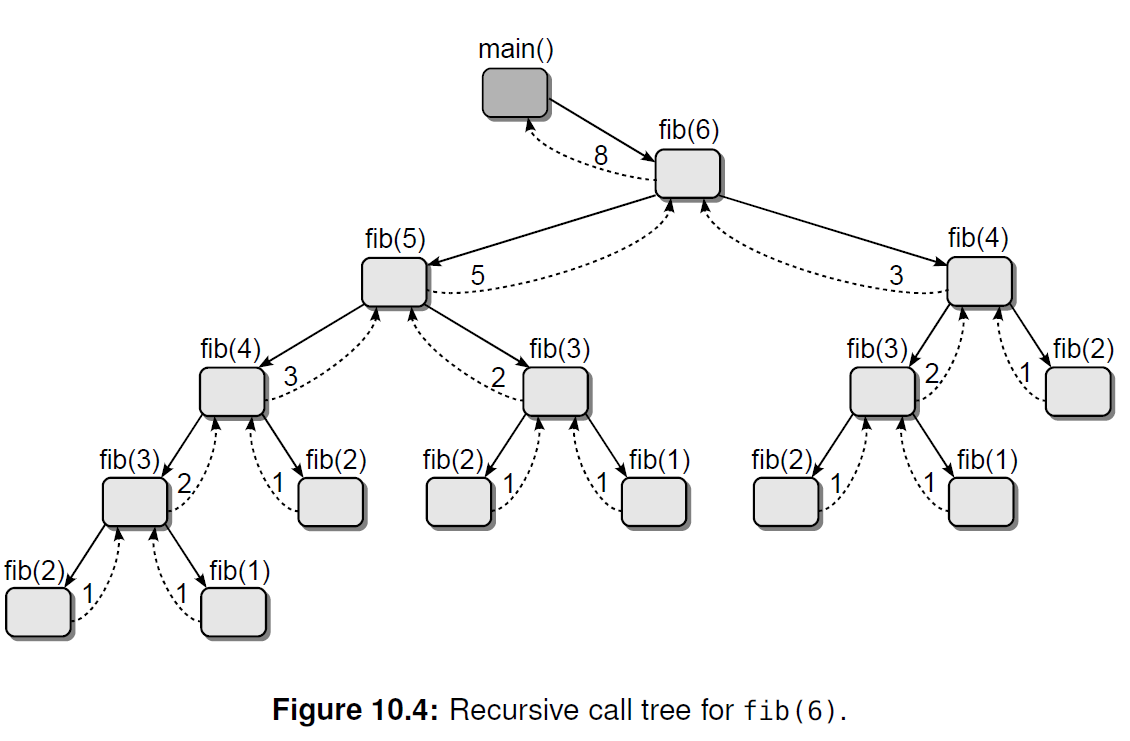 main()
fib(6)
8
fib(5)
fib(4)
5
3
fib(4)
fib(3)
fib(3)
fib(2)
3
2
2
1
fib(3)
fib(2)
fib(2)
fib(1)
fib(2)
fib(1)
2
1
1
1
1
1
fib(2)
fib(1)
1
1
Figure 10.4: Recursive call tree for fib(6).